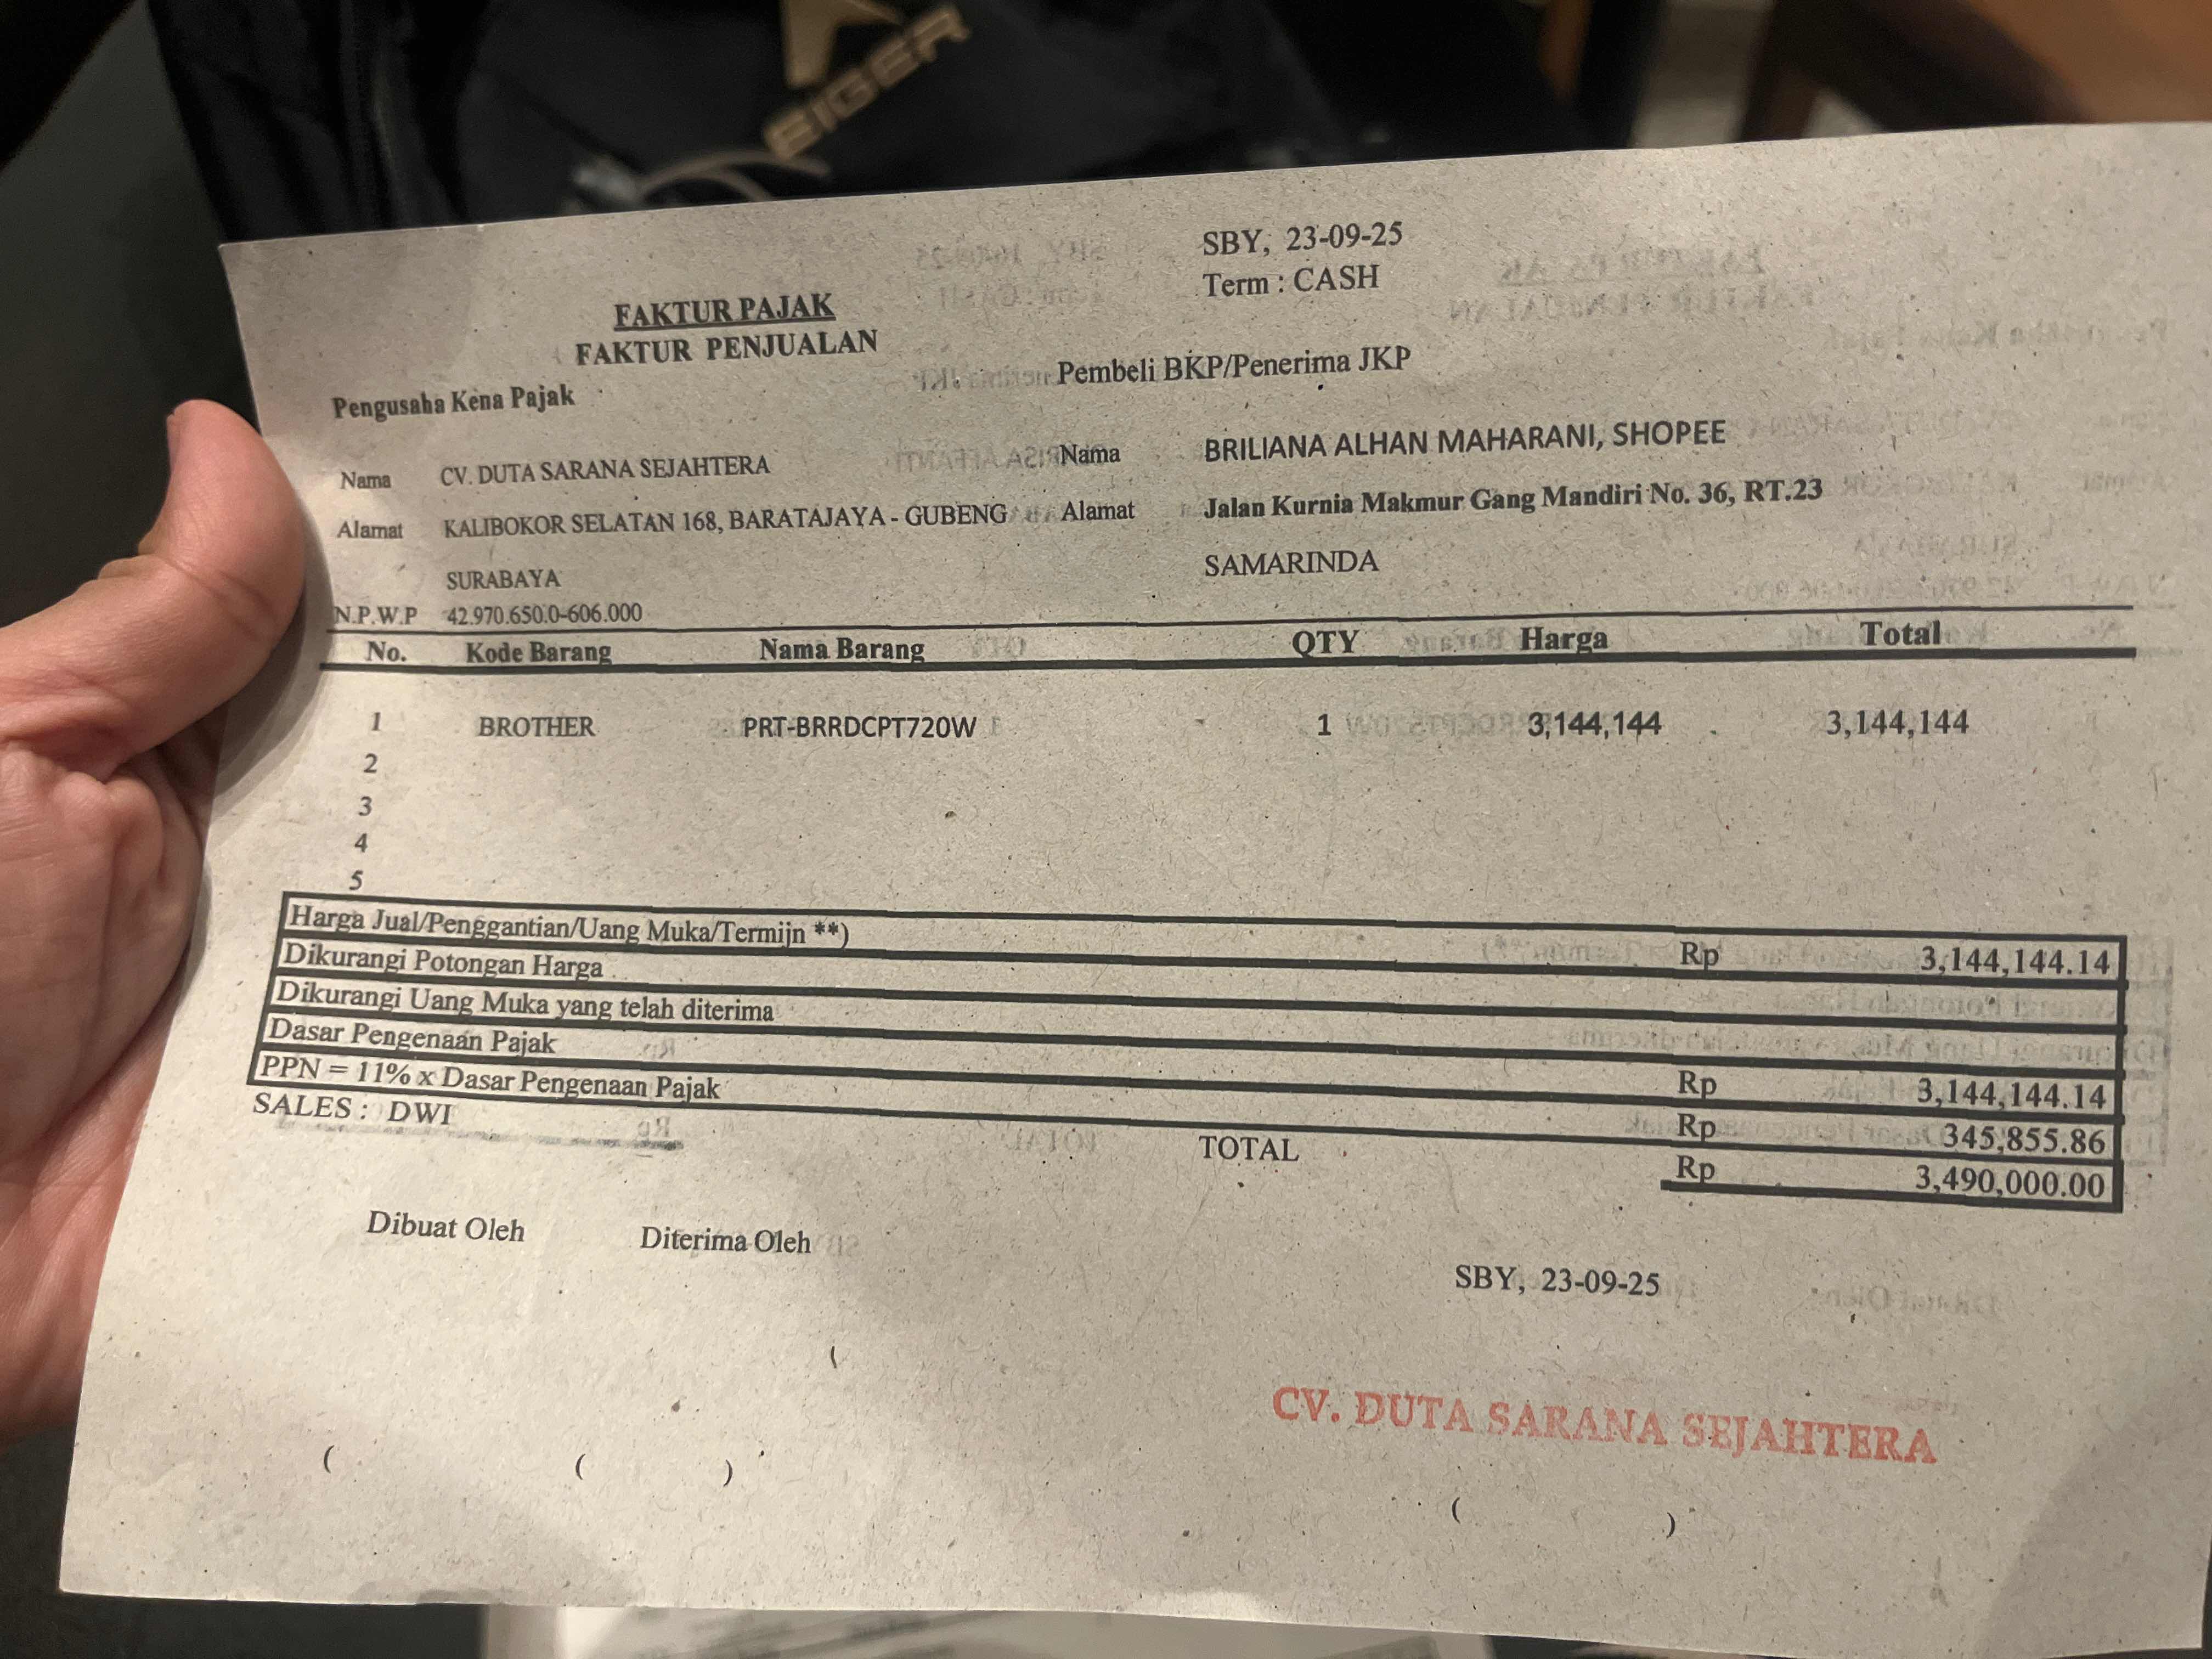 EIGER
SBY, 23-09-25
Term : CASH
FAKTUR PAJAK
FAKTUR PENJUALAN
Pengusaha Kena Pajak
Pembeli BKP/Penerima JKP
Nama CV. DUTA SARANA SEJAHTERA
Nama BRILIANA ALHAN MAHARANI, SHOPEE
Alamat KALIBOKOR SELATAN 168, BARATAJAYA - GUBENG
Alamat Jalan Kurnia Makmur Gang Mandiri No. 36, RT.23
SURABAYA
SAMARINDA
N.P.W.P 42.970.650.0-606.000
No. Kode Barang Nama Barang QTY Harga Total
1 BROTHER PRT-BRRDCPT720W 1 3,144,144 3,144,144
2
3
4
5
Harga Jual/Penggantian/Uang Muka/Termijn **) Rp 3,144,144.14
Dikurangi Potongan Harga
Dikurangi Uang Muka yang telah diterima
Dasar Pengenaan Pajak Rp 3,144,144.14
PPN = 11% x Dasar Pengenaan Pajak Rp 345,855.86
SALES : DWI
TOTAL Rp 3,490,000.00
Dibuat Oleh Diterima Oleh
SBY, 23-09-25
CV. DUTA SARANA SEJAHTERA
( ( )
( )